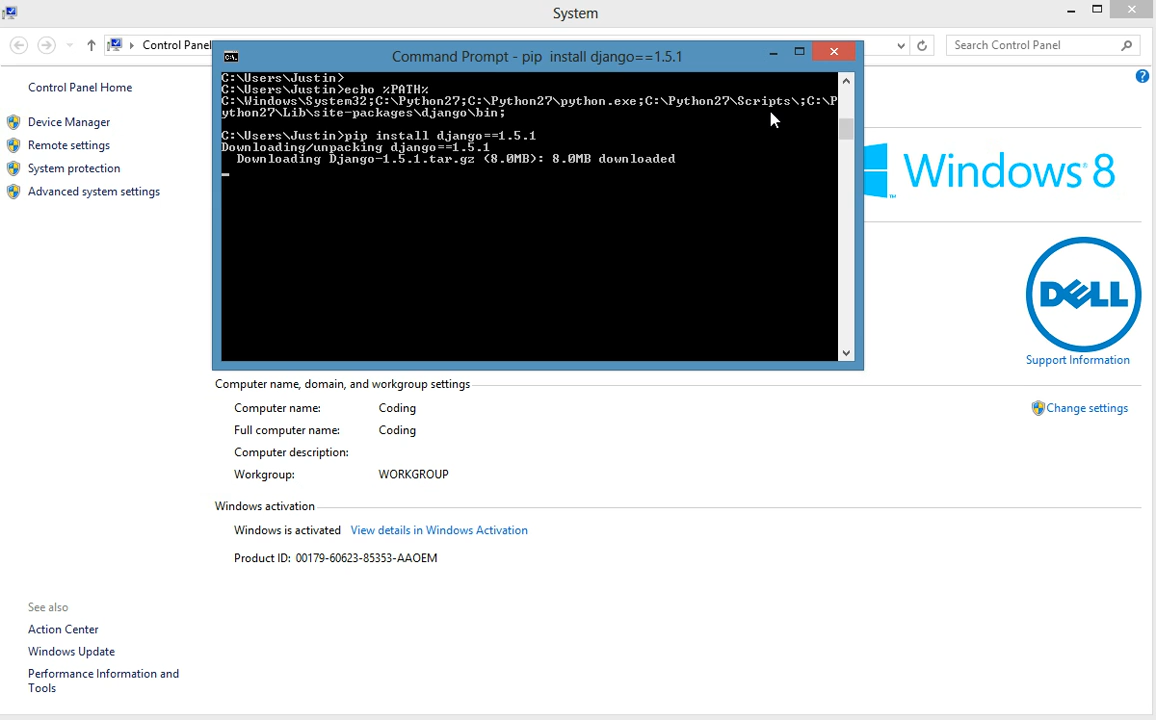 System
Control Panel
Search Control Panel
Command Prompt - pip  install django==1.5.1
C:\Users\Justin>
C:\Users\Justin>echo %PATH%
C:\Windows\System32;C:\Python27;C:\Python27\python.exe;C:\Python27\Scripts\;C:\P
ython27\Lib\site-packages\django\bin;
C:\Users\Justin>pip install django==1.5.1
Downloading/unpacking django==1.5.1
  Downloading Django-1.5.1.tar.gz (8.0MB): 8.0MB downloaded
Control Panel Home
Device Manager
Remote settings
System protection
Advanced system settings
Windows 8
DELL
Support Information
Computer name, domain, and workgroup settings
Computer name: Coding
Change settings
Full computer name: Coding
Computer description:
Workgroup: WORKGROUP
Windows activation
Windows is activated View details in Windows Activation
Product ID: 00179-60623-85353-AAOEM
See also
Action Center
Windows Update
Performance Information and
Tools